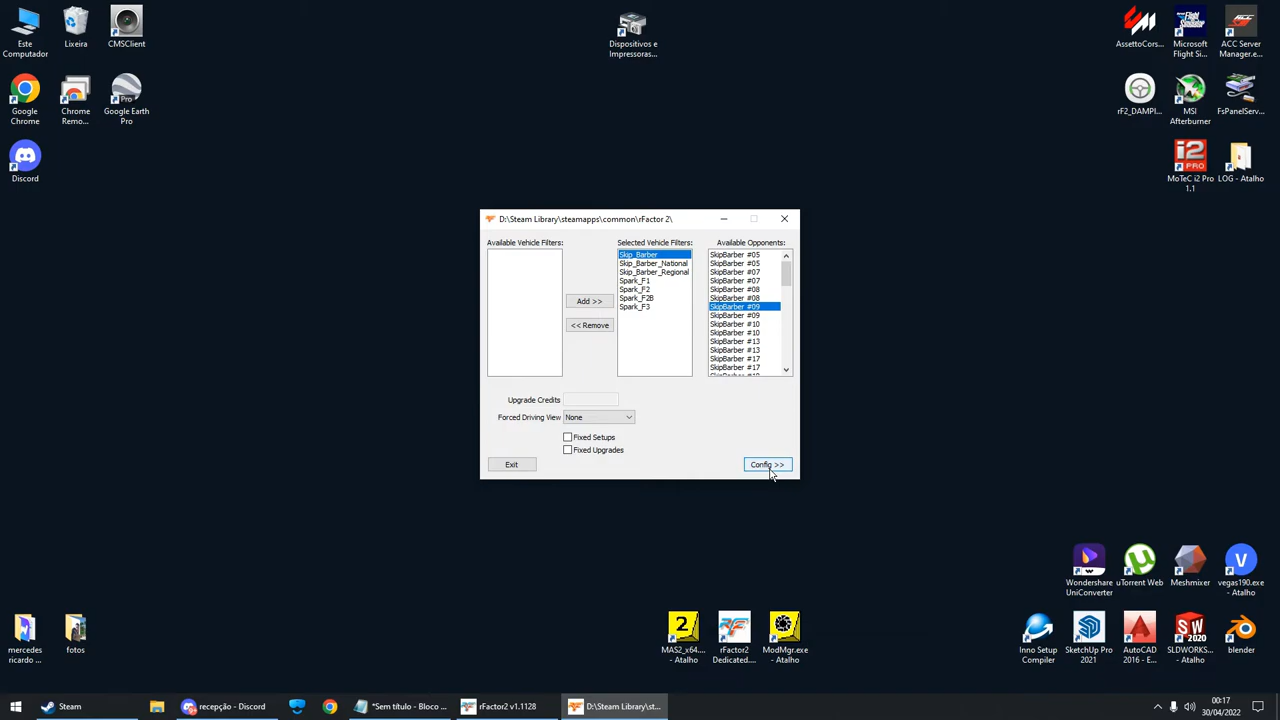 Este
Computador
Lixeira
CMSClient
Dispositivos e
Impressoras...
AssettoCors...
Microsoft
Flight Si...
ACC Server
Manager.e...
Google
Chrome
Chrome
Remo...
Google Earth
Pro
rF2_DAMPI...
MSI
Afterburner
FsPanelServ...
Discord
MoTeC i2 Pro
1.1
LOG - Atalho
D:\Steam Library\steamapps\common\rFactor 2\
Available Vehicle Filters:
Selected Vehicle Filters:
Available Opponents:
Skip_Barber
Skip_Barber_National
Skip_Barber_Regional
Spark_F1
Spark_F2
Spark_F2B
Spark_F3
SkipBarber #05
SkipBarber #05
SkipBarber #07
SkipBarber #07
SkipBarber #08
SkipBarber #08
SkipBarber #09
SkipBarber #09
SkipBarber #10
SkipBarber #10
SkipBarber #13
SkipBarber #13
SkipBarber #17
SkipBarber #17
Add >>
<< Remove
Upgrade Credits
Forced Driving View
None
Fixed Setups
Fixed Upgrades
Exit
Config >>
Wondershare
UniConverter
uTorrent Web
Meshmixer
vegas190.exe
- Atalho
mercedes
ricardo ...
fotos
MAS2_x64....
- Atalho
rFactor2
Dedicated....
ModMgr.exe
- Atalho
Inno Setup
Compiler
SketchUp Pro
2021
AutoCAD
2016 - E...
SLDWORKS...
- Atalho
blender
Steam
recepção - Discord
*Sem título - Bloco ...
rFactor2 v1.1128
D:\Steam Library\st...
00:17
30/04/2022